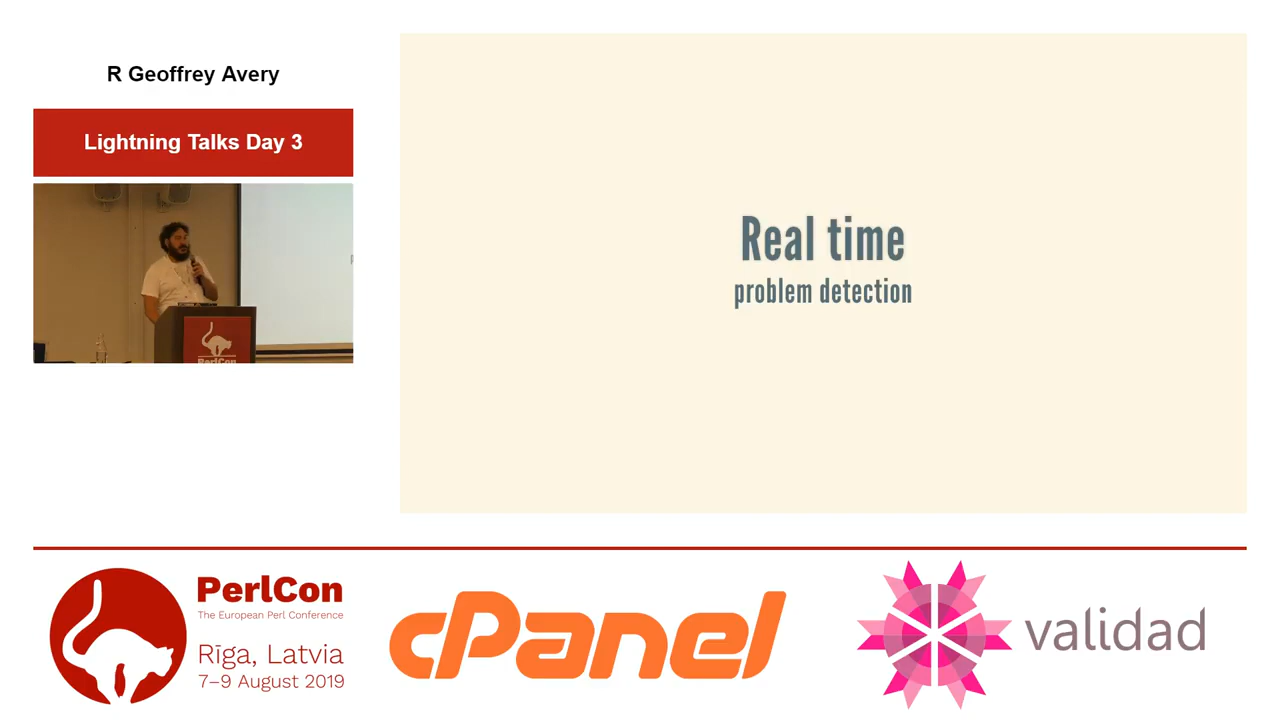 R Geoffrey Avery
Lightning Talks Day 3
Real time
problem detection
PerlCon
PerlCon
The European Perl Conference
Rīga, Latvia
7–9 August 2019
cPanel
validad